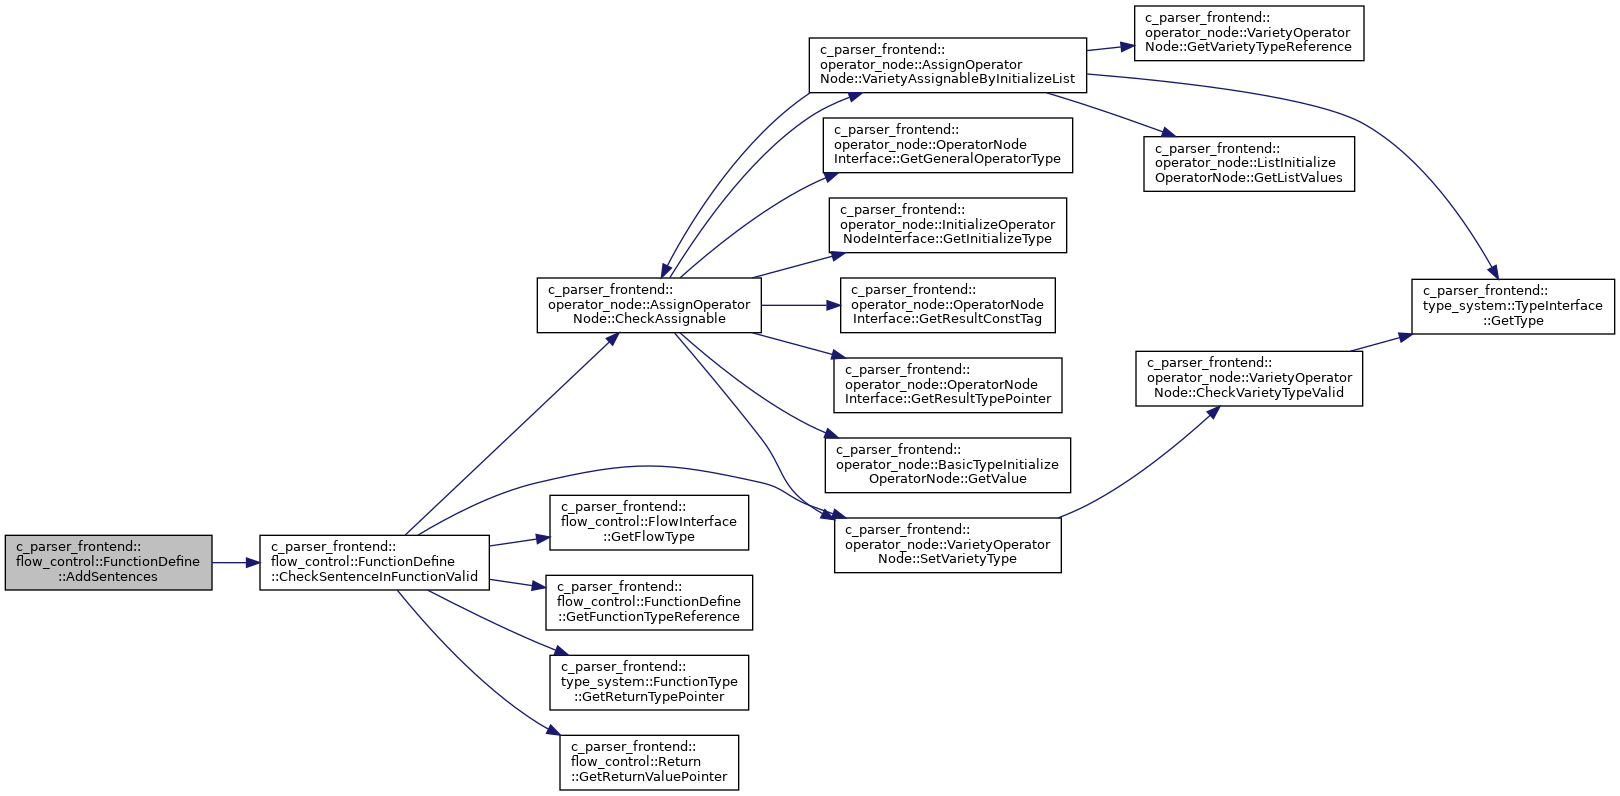 c_parser_frontend::
flow_control::FunctionDefine
::AddSentences
c_parser_frontend::
flow_control::FunctionDefine
::CheckSentenceInFunctionValid
c_parser_frontend::
operator_node::AssignOperator
Node::CheckAssignable
c_parser_frontend::
flow_control::FlowInterface
::GetFlowType
c_parser_frontend::
flow_control::FunctionDefine
::GetFunctionTypeReference
c_parser_frontend::
type_system::FunctionType
::GetReturnTypePointer
c_parser_frontend::
flow_control::Return
::GetReturnValuePointer
c_parser_frontend::
operator_node::AssignOperator
Node::VarietyAssignableByInitializeList
c_parser_frontend::
operator_node::OperatorNode
Interface::GetGeneralOperatorType
c_parser_frontend::
operator_node::InitializeOperator
NodeInterface::GetInitializeType
c_parser_frontend::
operator_node::OperatorNode
Interface::GetResultConstTag
c_parser_frontend::
operator_node::OperatorNode
Interface::GetResultTypePointer
c_parser_frontend::
operator_node::BasicTypeInitialize
OperatorNode::GetValue
c_parser_frontend::
operator_node::VarietyOperator
Node::SetVarietyType
c_parser_frontend::
operator_node::VarietyOperator
Node::GetVarietyTypeReference
c_parser_frontend::
operator_node::ListInitialize
OperatorNode::GetListValues
c_parser_frontend::
operator_node::VarietyOperator
Node::CheckVarietyTypeValid
c_parser_frontend::
type_system::TypeInterface
::GetType